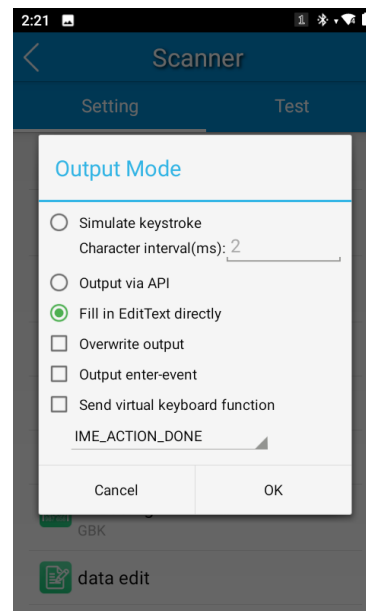 2:21
Scanner
Setting Test
Output Mode
Simulate keystroke
Character interval(ms): 2
Output via API
Fill in EditText directly
Overwrite output
Output enter-event
Send virtual keyboard function
IME_ACTION_DONE
Cancel OK
GBK
data edit